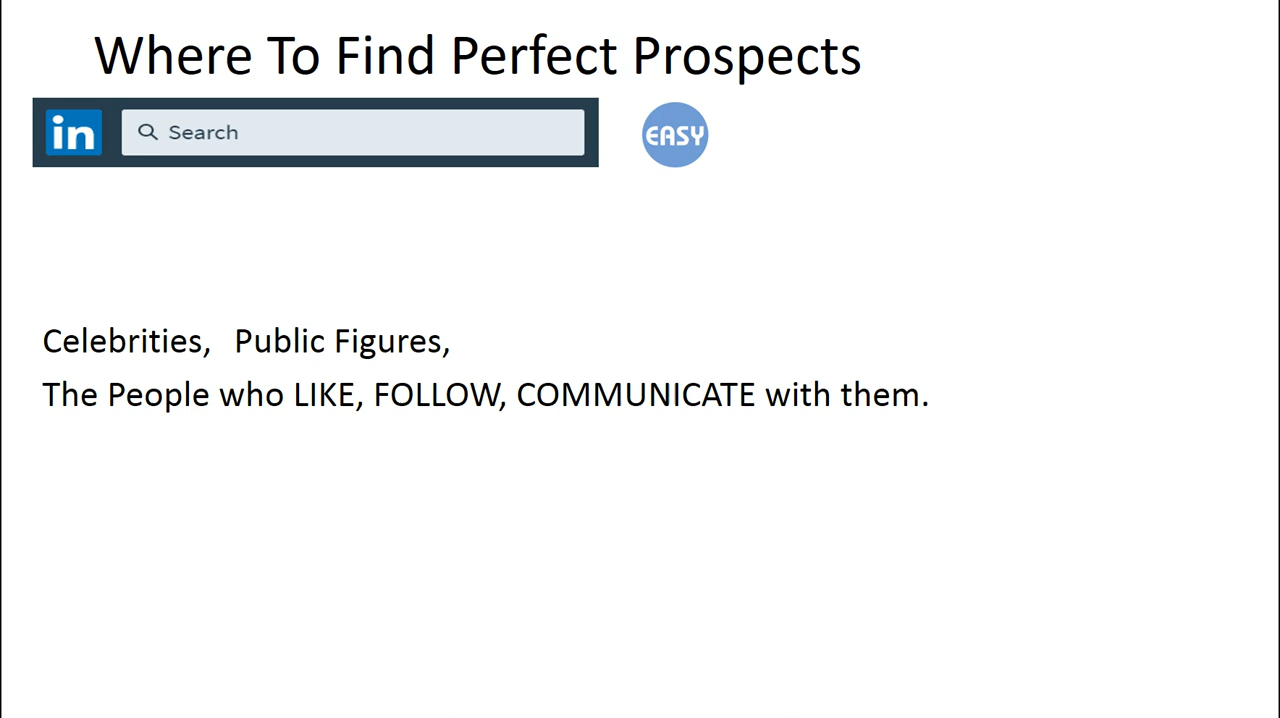 Where To Find Perfect Prospects
in Search EASY
Celebrities, Public Figures,
The People who LIKE, FOLLOW, COMMUNICATE with them.